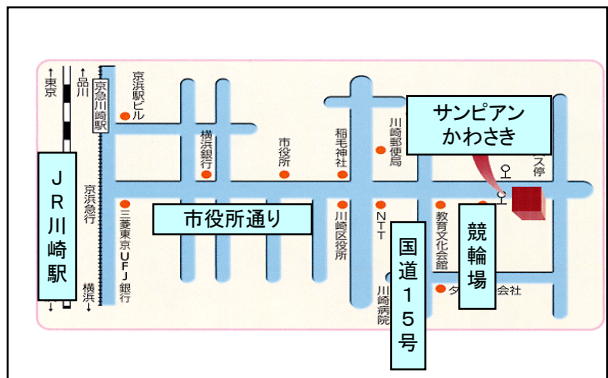 ←東京
←品川
京急川崎駅
京浜駅ビル
横浜銀行
市役所
稲毛神社
川崎郵便局
サンピアン
かわさき
ス停
JR川崎駅
京浜急行
横浜→
三菱東京UFJ銀行
市役所通り
川崎区役所
NTT
川崎病院
国道15号
教育文化会館
競輪場
会社